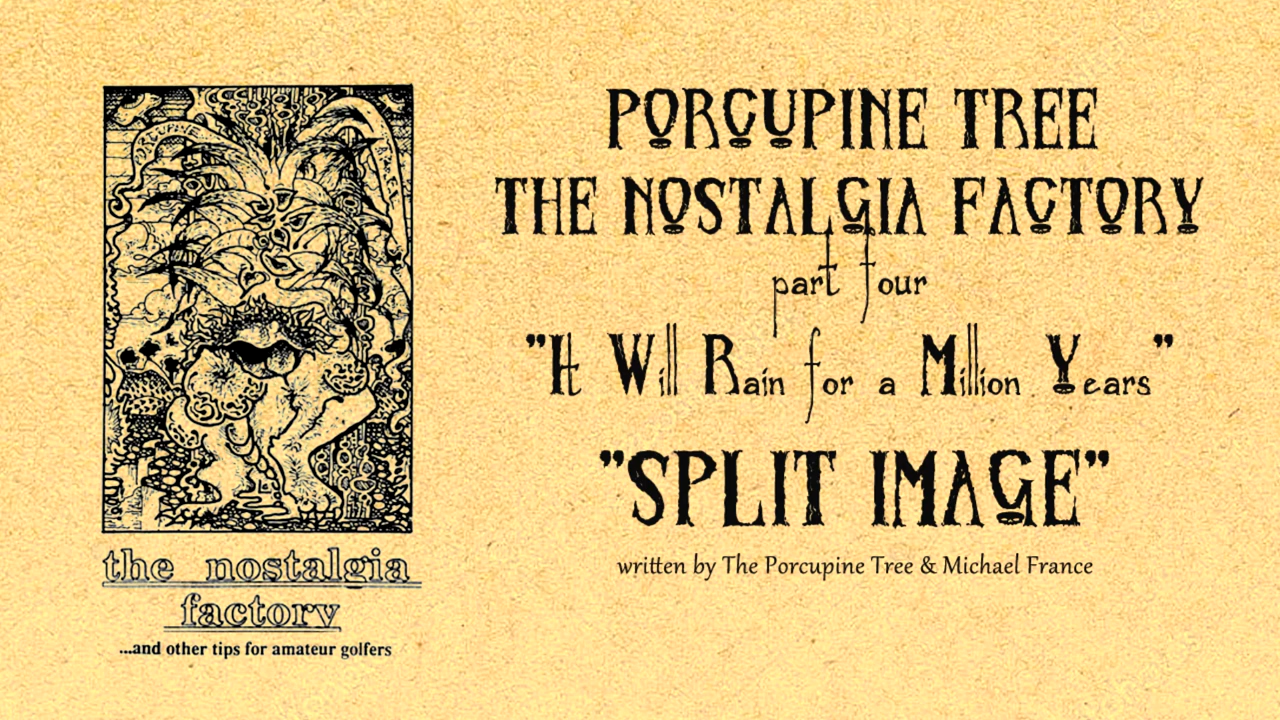 PORCUPINE
PORCUPINE TREE
THE NOSTALGIA FACTORY
part four
"It Will Rain for a Million Years"
"SPLIT IMAGE"
written by The Porcupine Tree & Michael France
the nostalgia
factory
...and other tips for amateur golfers